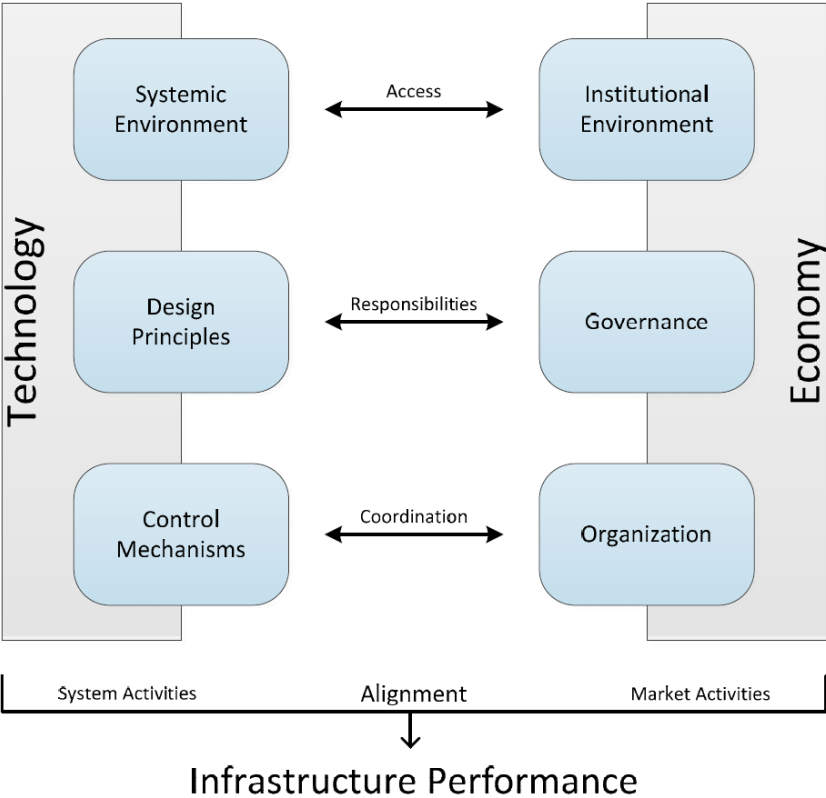 Technology
Economy
Systemic
Environment
Access
Institutional
Environment
Design
Principles
Responsibilities
Governance
Control
Mechanisms
Coordination
Organization
System Activities
Alignment
Market Activities
Infrastructure Performance